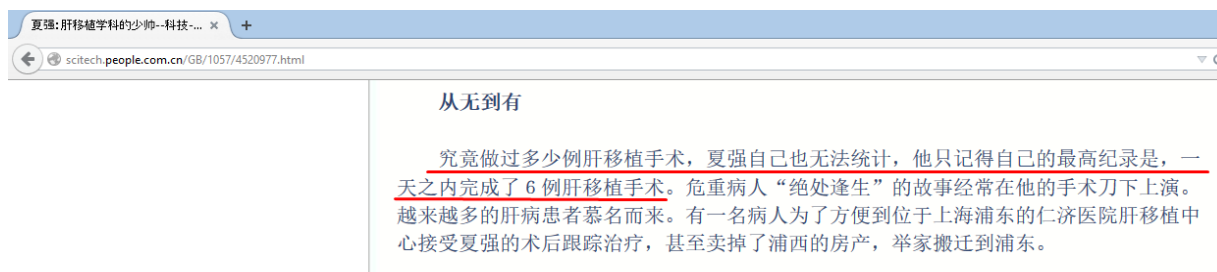 夏强:肝移植学科的少帅--科技-... × +
scitech.people.com.cn/GB/1057/4520977.html
从无到有
究竟做过多少例肝移植手术，夏强自己也无法统计，他只记得自己的最高纪录是，一
天之内完成了 6 例肝移植手术。危重病人“绝处逢生”的故事经常在他的手术刀下上演。
越来越多的肝病患者慕名而来。有一名病人为了方便到位于上海浦东的仁济医院肝移植中
心接受夏强的术后跟踪治疗，甚至卖掉了浦西的房产，举家搬迁到浦东。